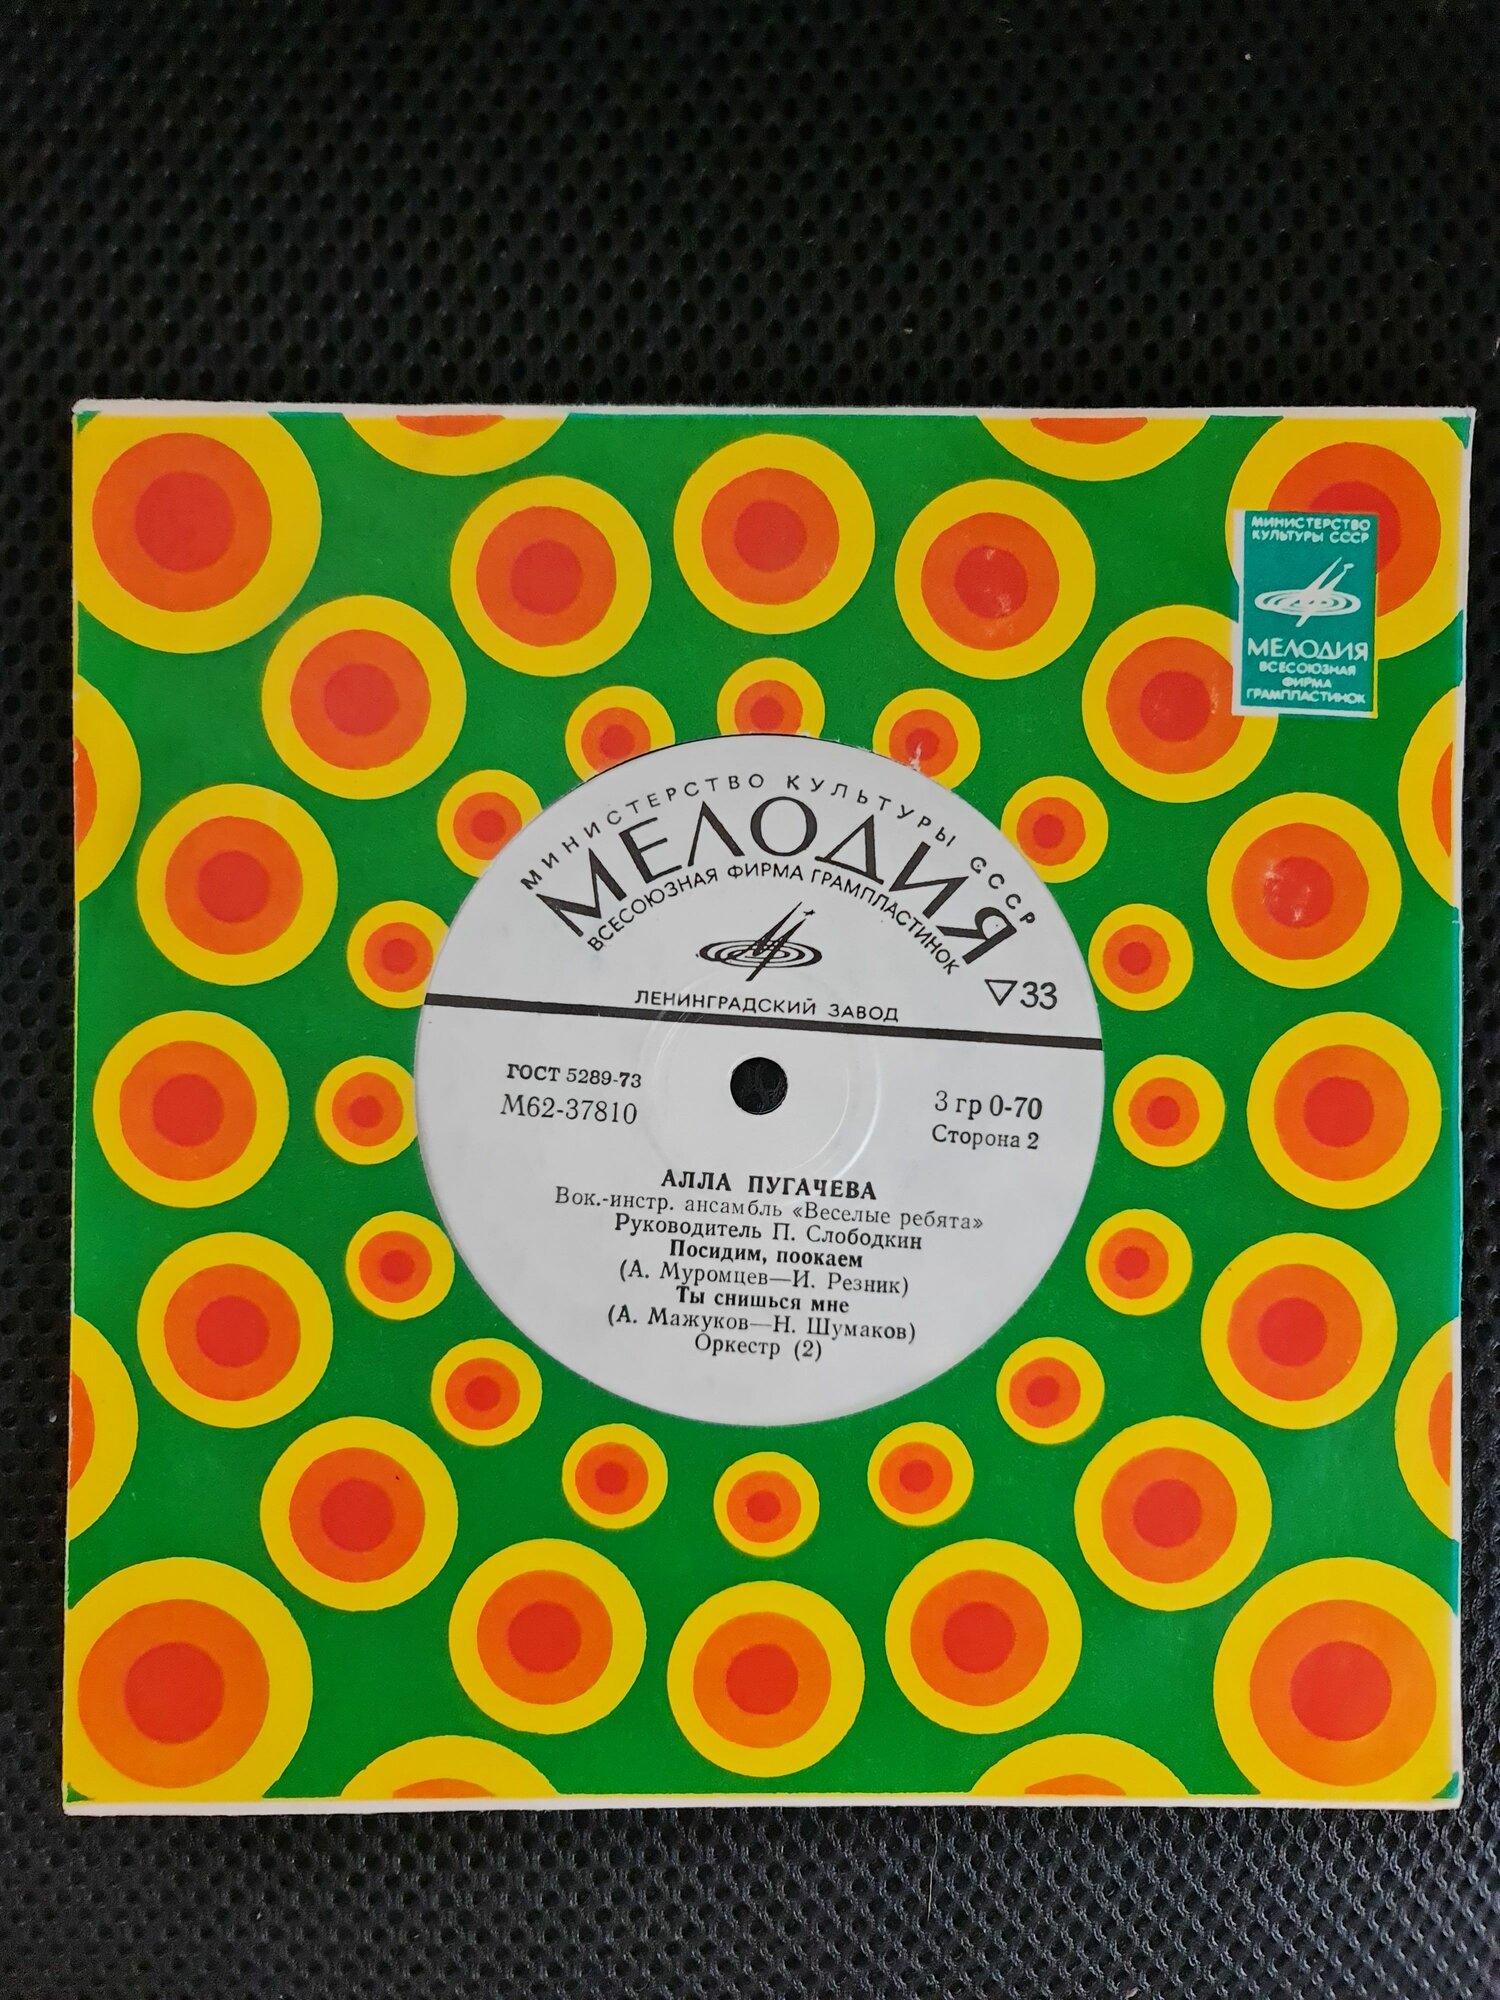 МИНИСТЕРСТВО
КУЛЬТУРЫ СССР
МЕЛОДИЯ
ВСЕСОЮЗНАЯ
ФИРМА
ГРАМПЛАСТИНОК
МИНИСТЕРСТВО КУЛЬТУРЫ СССР
МЕЛОДИЯ
ВСЕСОЮЗНАЯ ФИРМА ГРАМПЛАСТИНОК
33
ЛЕНИНГРАДСКИЙ ЗАВОД
ГОСТ 5289-73
М62-37810
3 гр 0-70
Сторона 2
АЛЛА ПУГАЧЕВА
Вок.-инстр. ансамбль «Веселые ребята»
Руководитель П. Слободкин
Посидим, поокаем
(А. Муромцев—И. Резник)
Ты снишься мне
(А. Мажуков—Н. Шумаков)
Оркестр (2)